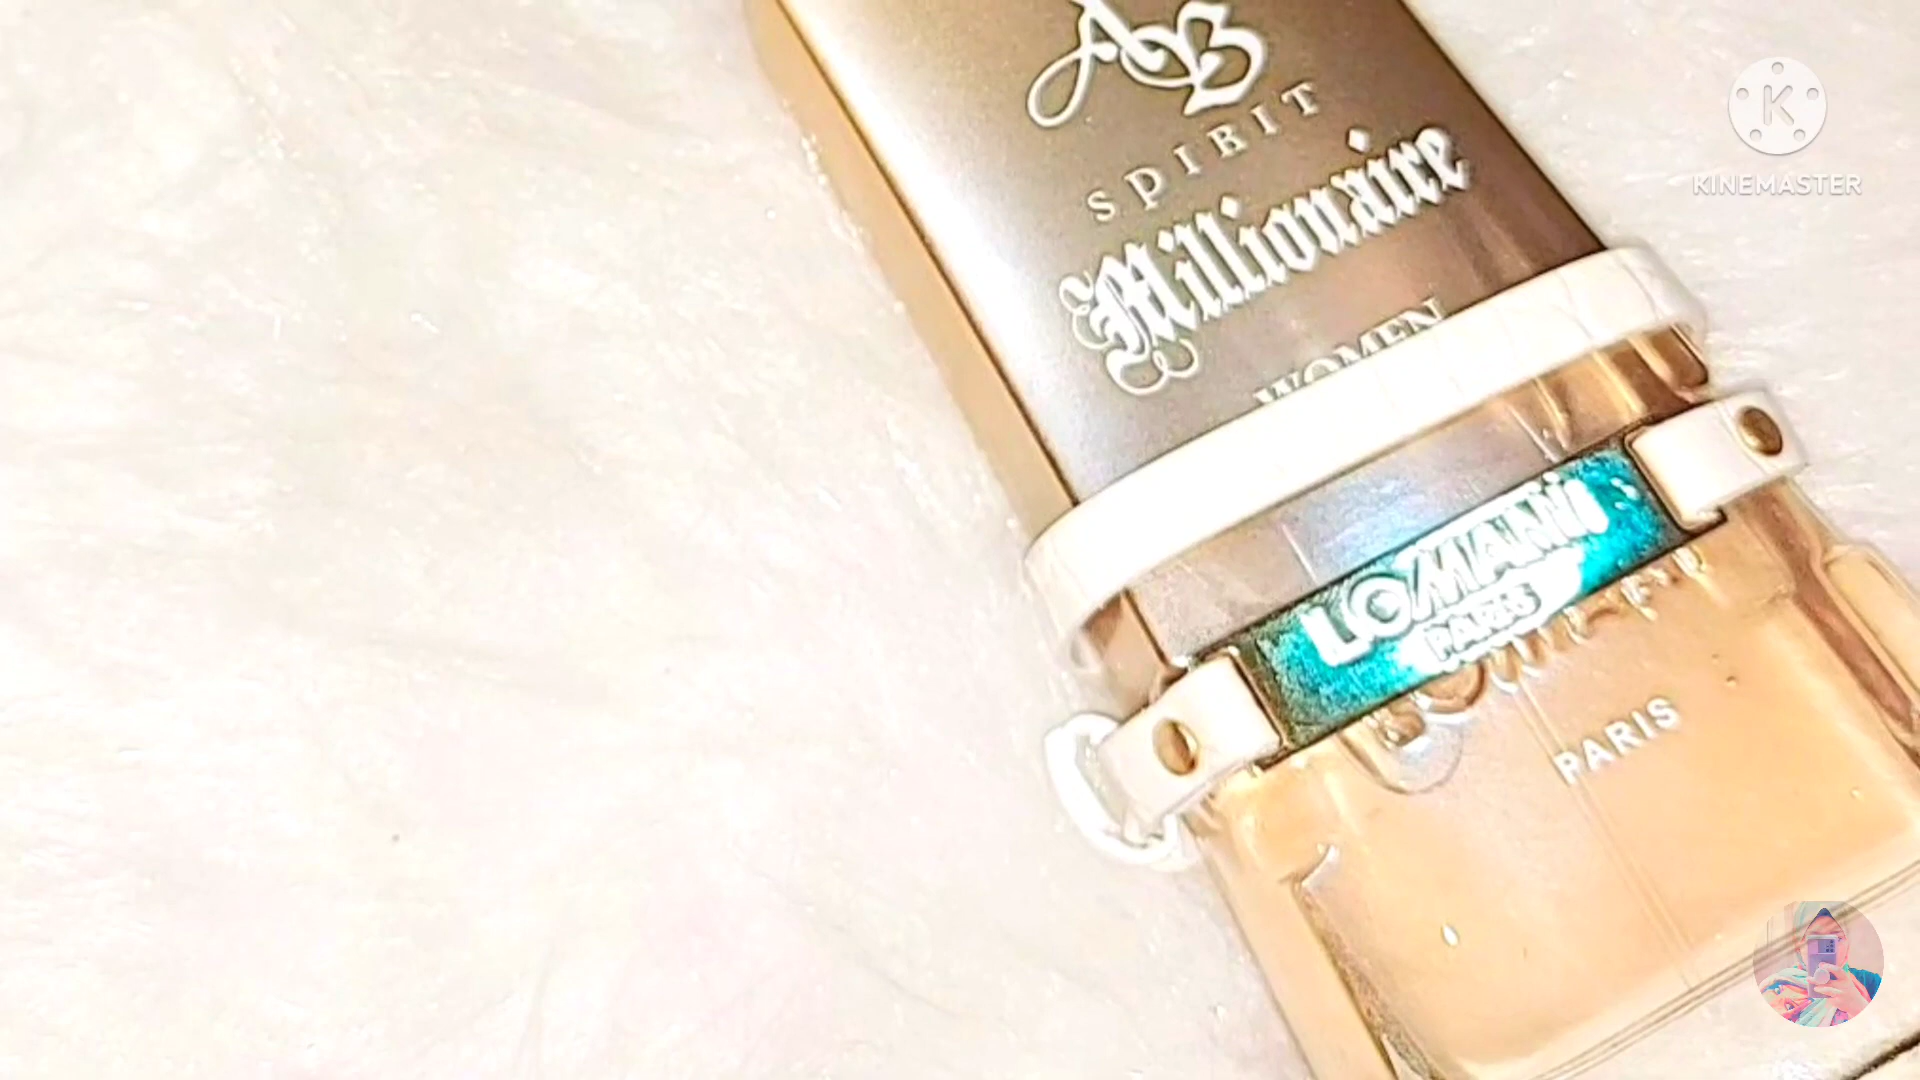 AB
SPIRIT
Millionaire
WOMEN
LOMANI
PARIS
PARIS
K
KINEMASTER